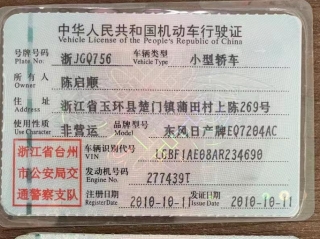 中华人民共和国机动车行驶证
Vehicle License of the People's Republic of China
号牌号码 浙JGQ756 车辆类型 小型轿车
Plate No. Vehicle Type
所有人 陈启顺
Owner
住址 浙江省玉环县楚门镇蒲田村上陈269号
Address
使用性质 非营运 品牌型号 东风日产牌EQ7204AC
Use Character Model
浙江省台州
市公安局交
通警察支队
车辆识别代号 LGBF1AE08AR234690
VIN
发动机号码 277439T
Engine No.
注册日期 2010-10-11 发证日期 2010-10-11
Register Date Issue Date